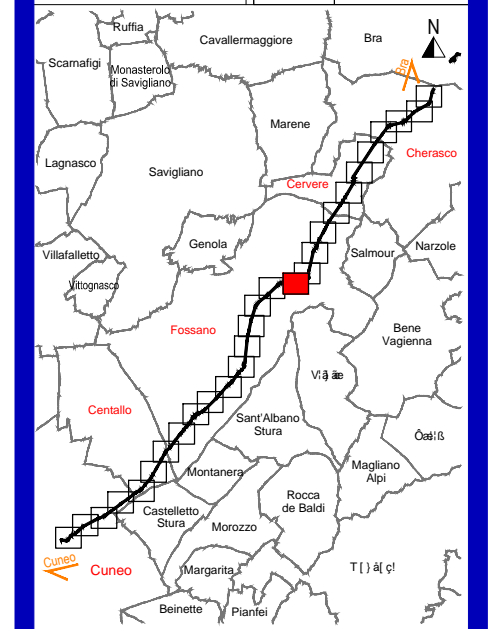 Ruffia
Cavallermaggiore
Bra
N
Scarnafigi
Monasterolo
di Savigliano
Bra
Marene
Lagnasco
Savigliano
Cherasco
Cervere
Genola
Salmour
Narzole
Villafalletto
Vittognasco
Fossano
Bene
Vagienna
Centallo
Sant'Albano
Stura
Montanera
Magliano
Alpi
Rocca
de Baldi
Castelletto
Stura
Morozzo
Cuneo
Cuneo
Margarita
Beinette
Pianfei